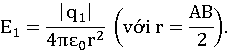 E₁ = |q₁| / 4πε₀r² (với r = AB/2).